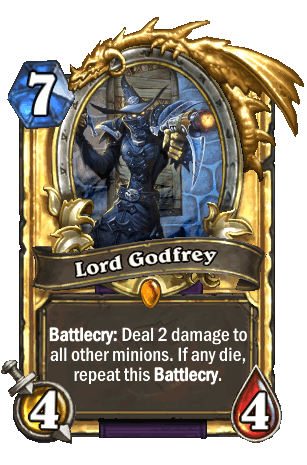 7
Lord Godfrey
Battlecry: Deal 2 damage to
all other minions. If any die,
repeat this Battlecry.
4
4